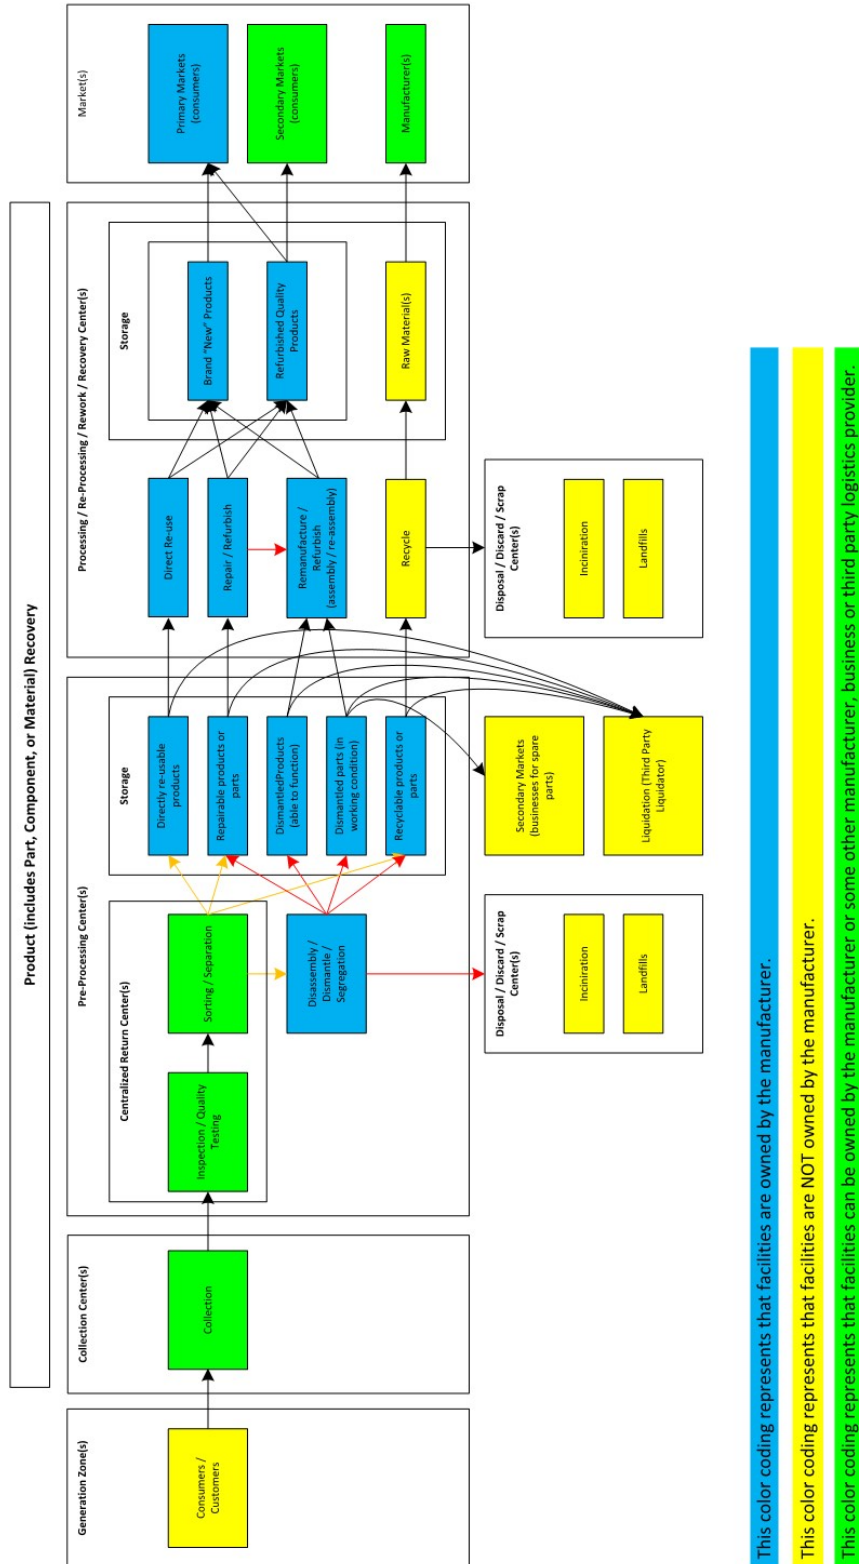 Product (includes Part, Component, or Material) Recovery
Generation Zone(s)
Consumers /
Customers
Collection Center(s)
Collection
Pre-Processing Center(s)
Centralized Return Center(s)
Inspection / Quality
Testing
Sorting / Separation
Disassembly /
Dismantle /
Segregation
Storage
Directly re-usable
products
Repairable products or
parts
DismantledProducts
(able to function)
Dismantled parts (in
working condition)
Recyclable products or
parts
Disposal / Discard / Scrap
Center(s)
Inciniration
Landfills
Secondary Markets
(businesses for spare
parts)
Liquidation (Third Party
Liquidator)
Processing / Re-Processing / Rework / Recovery Center(s)
Direct Re-use
Repair / Refurbish
Remanufacture /
Refurbish
(assembly / re-assembly)
Recycle
Storage
Brand “New” Products
Refurbished Quality
Products
Raw Material(s)
Disposal / Discard / Scrap
Center(s)
Inciniration
Landfills
Market(s)
Primary Markets
(consumers)
Secondary Markets
(consumers)
Manufacturer(s)
This color coding represents that facilities are owned by the manufacturer.
This color coding represents that facilities are NOT owned by the manufacturer.
This color coding represents that facilities can be owned by the manufacturer or some other manufacturer, business or third party logistics provider.